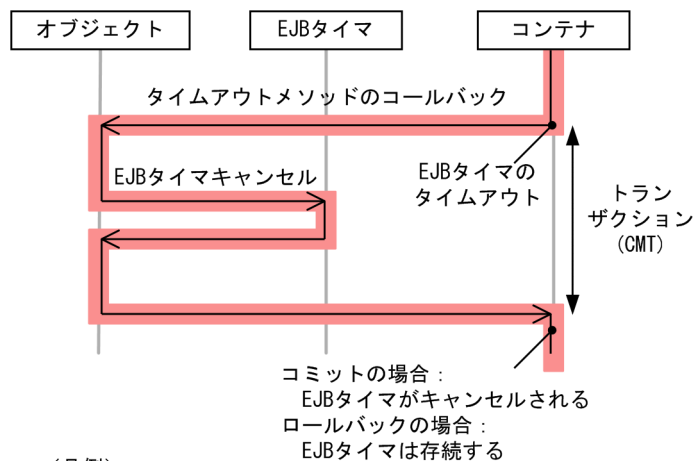 オブジェクト
EJBタイマ
コンテナ
タイムアウトメソッドのコールバック
EJBタイマキャンセル
EJBタイマの
タイムアウト
トラン
ザクション
(CMT)
コミットの場合：
EJBタイマがキャンセルされる
ロールバックの場合：
EJBタイマは存続する